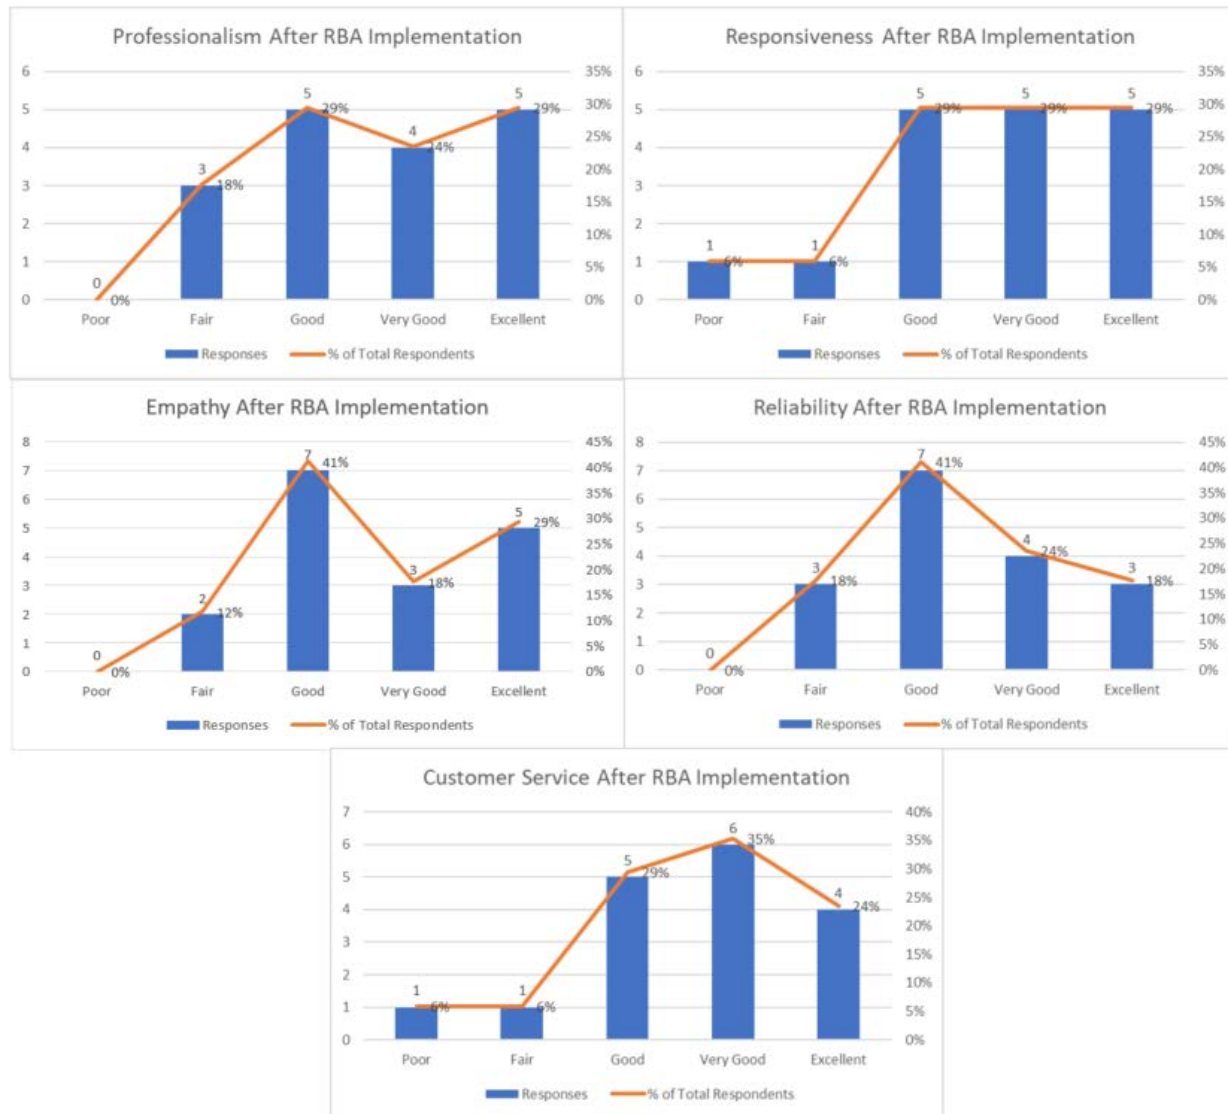 Professionalism After RBA Implementation
6 35%
5 5 5 30%
29% 29%
4 4 25%
24%
3 3 20%
18%
15%
2 10%
1 5%
0 0 0% 0%
Poor Fair Good Very Good Excellent
Responses % of Total Respondents
Responsiveness After RBA Implementation
6 35%
5 5 5 5 30%
29% 29% 29%
4 25%
3 20%
15%
2 10%
1 1 1 5%
6% 6%
0 0%
Poor Fair Good Very Good Excellent
Responses % of Total Respondents
Empathy After RBA Implementation
8 45%
7 7 41% 40%
6 35%
5 5 29% 30%
4 25%
3 3 18% 20%
2 2 12% 15%
10%
1 5%
0 0 0% 0%
Poor Fair Good Very Good Excellent
Responses % of Total Respondents
Reliability After RBA Implementation
8 45%
7 7 41% 40%
6 35%
5 30%
4 4 24% 25%
3 3 18% 3 18% 20%
15%
2 10%
1 5%
0 0 0% 0%
Poor Fair Good Very Good Excellent
Responses % of Total Respondents
Customer Service After RBA Implementation
7 40%
6 6 35% 35%
5 5 29% 30%
4 4 24% 25%
20%
3 15%
2 10%
1 1 6% 1 6% 5%
0 0%
Poor Fair Good Very Good Excellent
Responses % of Total Respondents